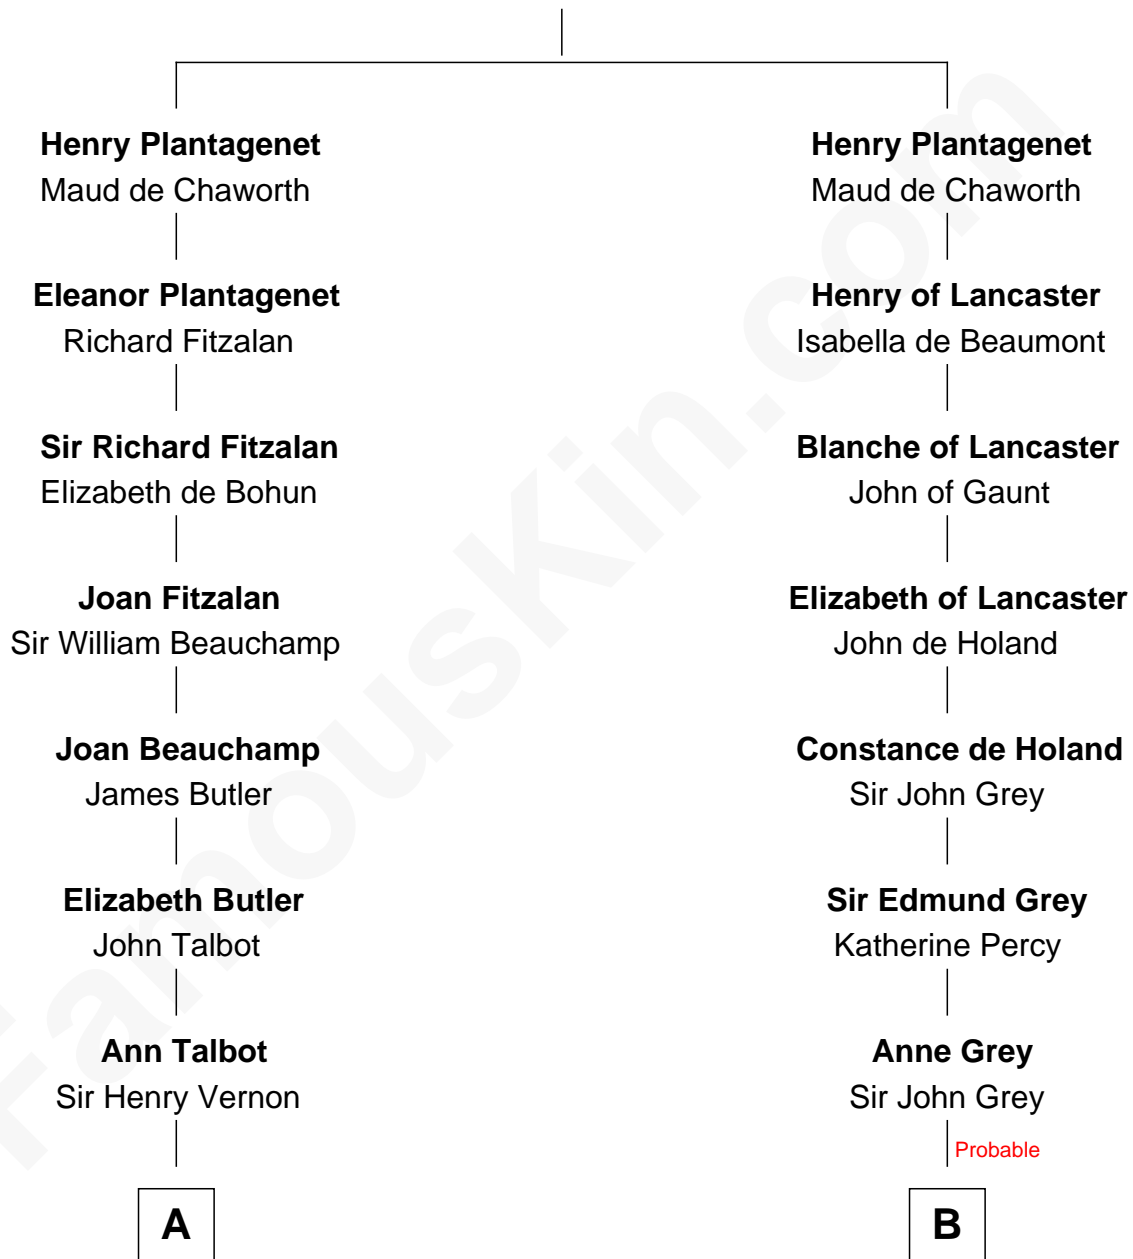 Henry Plantagenet
Maud de Chaworth
Eleanor Plantagenet
Richard Fitzalan
Sir Richard Fitzalan
Elizabeth de Bohun
Joan Fitzalan
Sir William Beauchamp
Joan Beauchamp
James Butler
Elizabeth Butler
John Talbot
Ann Talbot
Sir Henry Vernon
A
Henry Plantagenet
Maud de Chaworth
Henry of Lancaster
Isabella de Beaumont
Blanche of Lancaster
John of Gaunt
Elizabeth of Lancaster
John de Holand
Constance de Holand
Sir John Grey
Sir Edmund Grey
Katherine Percy
Anne Grey
Sir John Grey
Probable
B
FamousKin.com